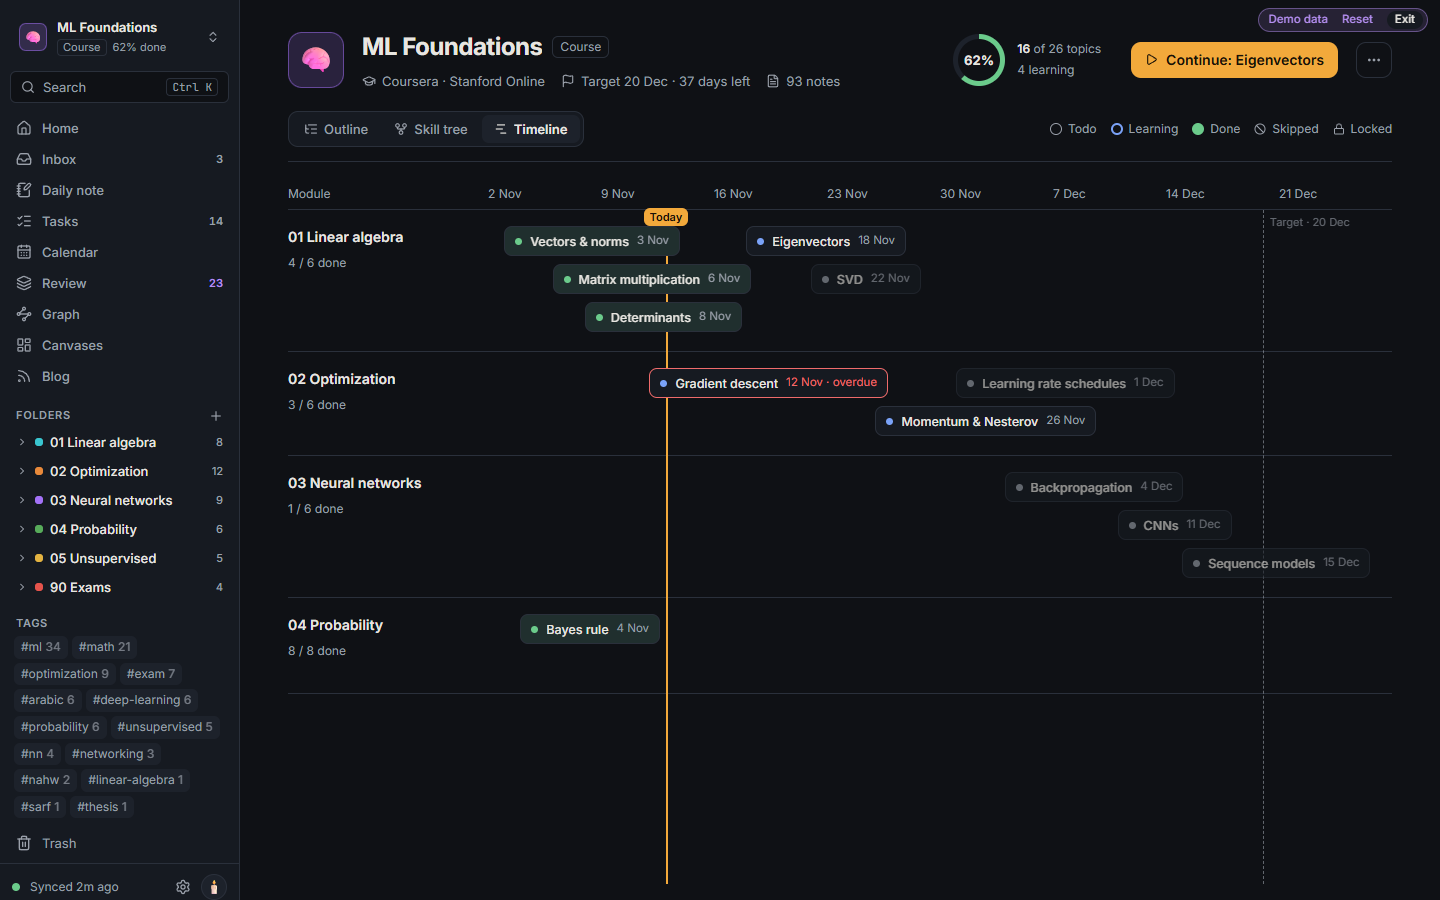 ML Foundations
Course 62% done
Search Ctrl K
Home
Inbox 3
Daily note
Tasks 14
Calendar
Review 23
Graph
Canvases
Blog
FOLDERS
01 Linear algebra 8
02 Optimization 12
03 Neural networks 9
04 Probability 6
05 Unsupervised 5
90 Exams 4
TAGS
#ml 34 #math 21
#optimization 9 #exam 7
#arabic 6 #deep-learning 6
#probability 6 #unsupervised 5
#nn 4 #networking 3
#nahw 2 #linear-algebra 1
#sarf 1 #thesis 1
Trash
Synced 2m ago
Demo data Reset Exit
ML Foundations Course
Coursera · Stanford Online Target 20 Dec · 37 days left 93 notes
62%
16 of 26 topics
4 learning
Continue: Eigenvectors
Outline Skill tree Timeline
Todo Learning Done Skipped Locked
Module 2 Nov 9 Nov 16 Nov 23 Nov 30 Nov 7 Dec 14 Dec 21 Dec
Today
Target · 20 Dec
01 Linear algebra
4 / 6 done
Vectors & norms 3 Nov
Eigenvectors 18 Nov
Matrix multiplication 6 Nov
SVD 22 Nov
Determinants 8 Nov
02 Optimization
3 / 6 done
Gradient descent 12 Nov · overdue
Learning rate schedules 1 Dec
Momentum & Nesterov 26 Nov
03 Neural networks
1 / 6 done
Backpropagation 4 Dec
CNNs 11 Dec
Sequence models 15 Dec
04 Probability
8 / 8 done
Bayes rule 4 Nov